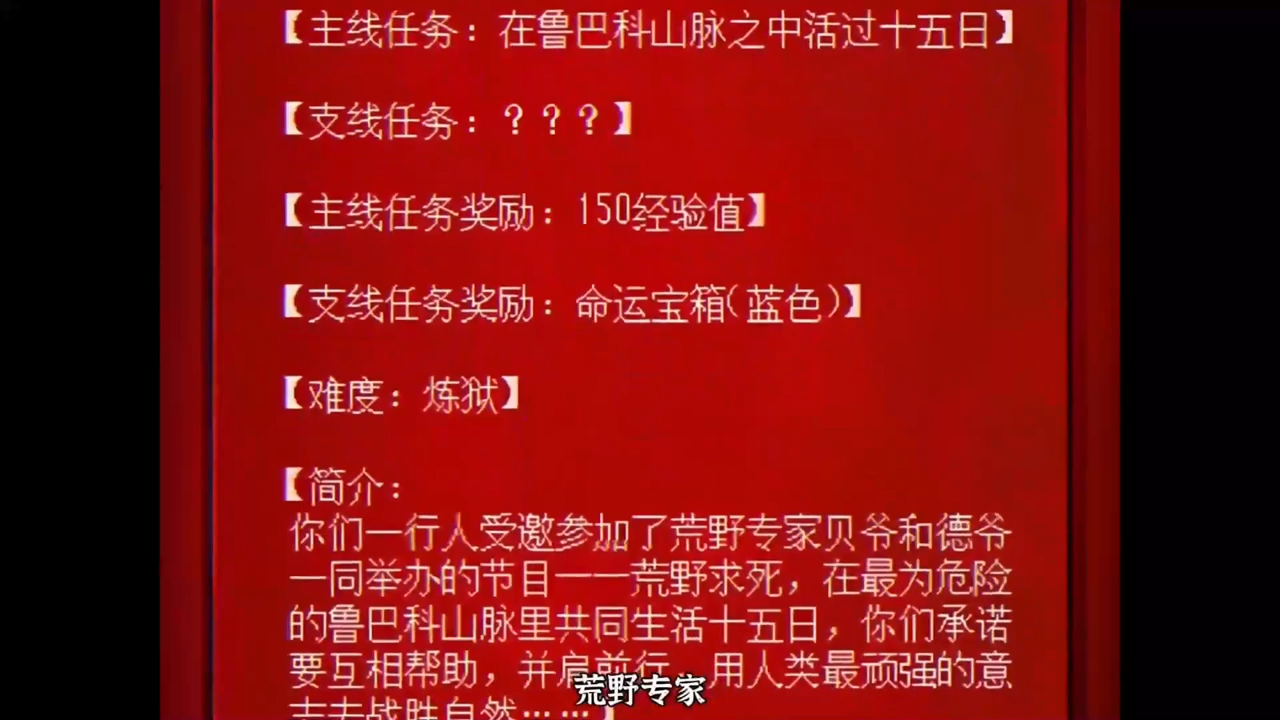 【主线任务：在鲁巴科山脉之中活过十五日】
【支线任务：？？？】
【主线任务奖励：150经验值】
【支线任务奖励：命运宝箱(蓝色)】
【难度：炼狱】
【简介：
你们一行人受邀参加了荒野专家贝爷和德爷
一同举办的节目——荒野求死，在最为危险
的鲁巴科山脉里共同生活十五日，你们承诺
要互相帮助，并肩前行，用人类最顽强的意
志去战胜自然……】
荒野专家